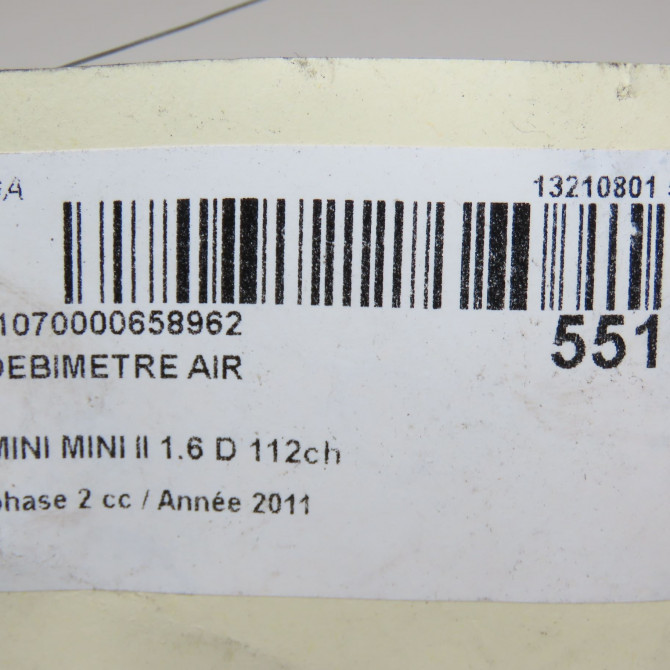 13210801
1070000658962
551
DEBIMETRE AIR
MINI MINI II 1.6 D 112ch
phase 2 cc / Année 2011